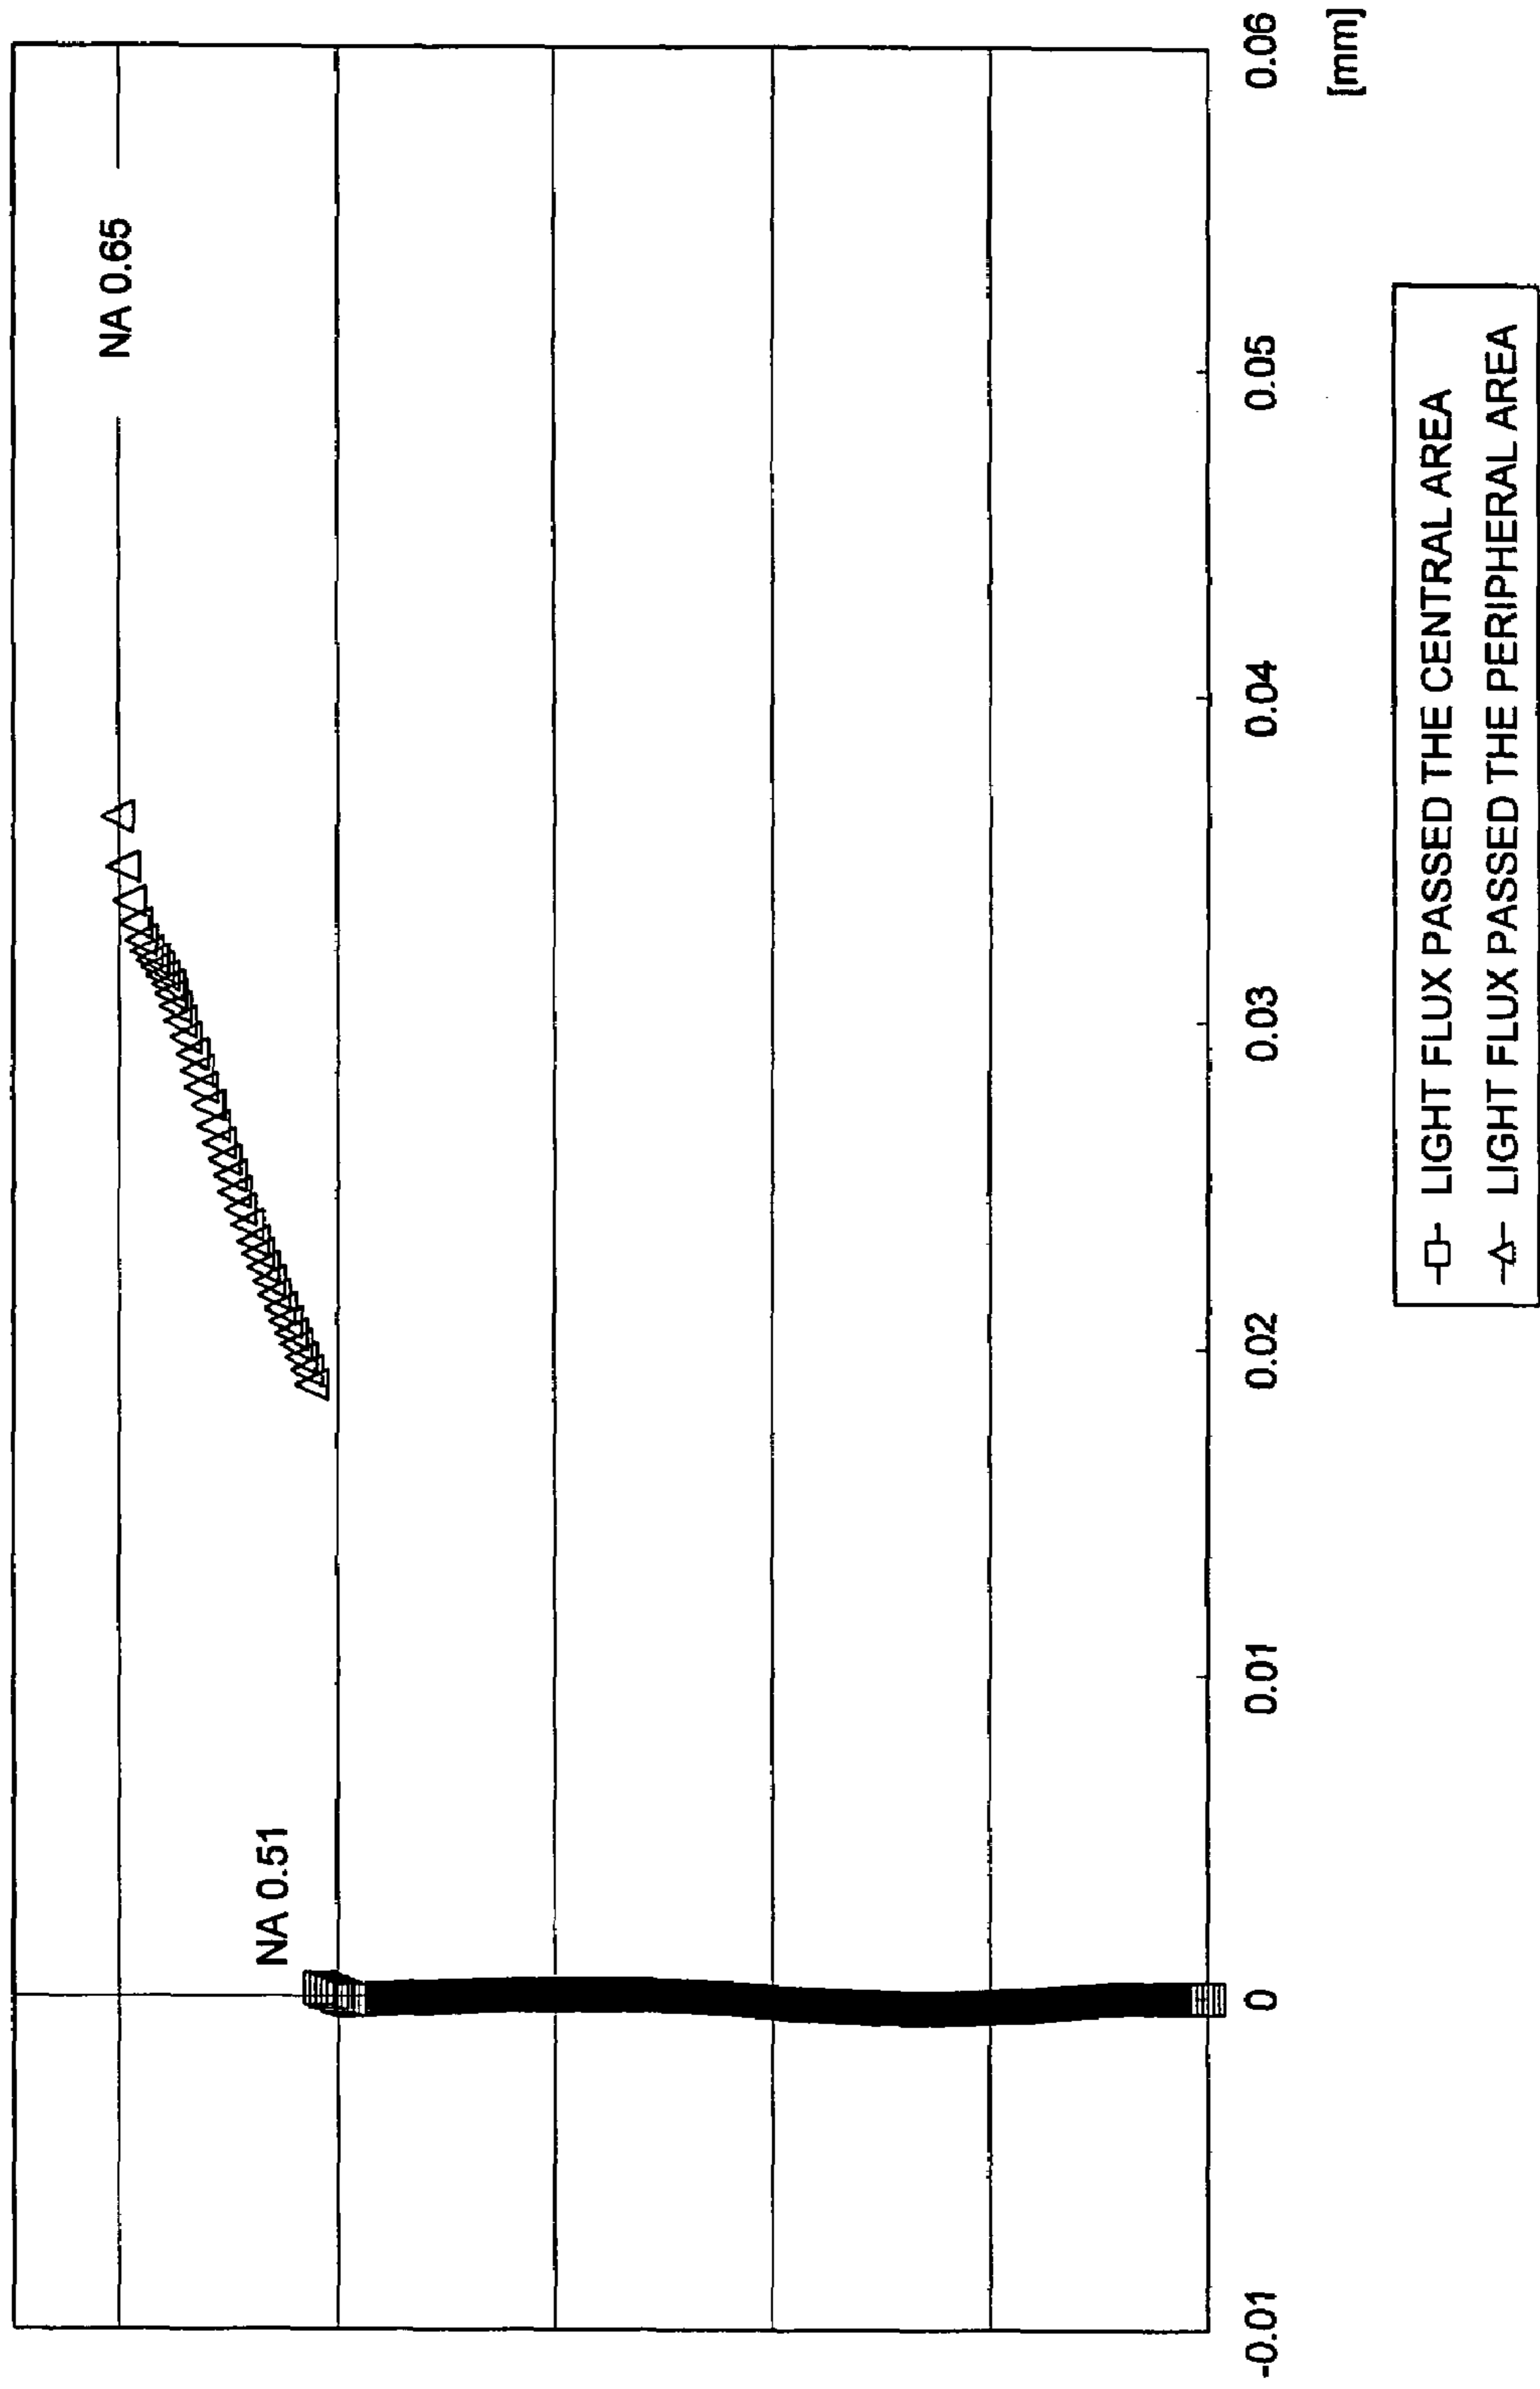 NA 0.65
NA 0.51
-0.01
0
0.01
0.02
0.03
0.04
0.05
0.06
[mm]
LIGHT FLUX PASSED THE CENTRAL AREA
LIGHT FLUX PASSED THE PERIPHERAL AREA